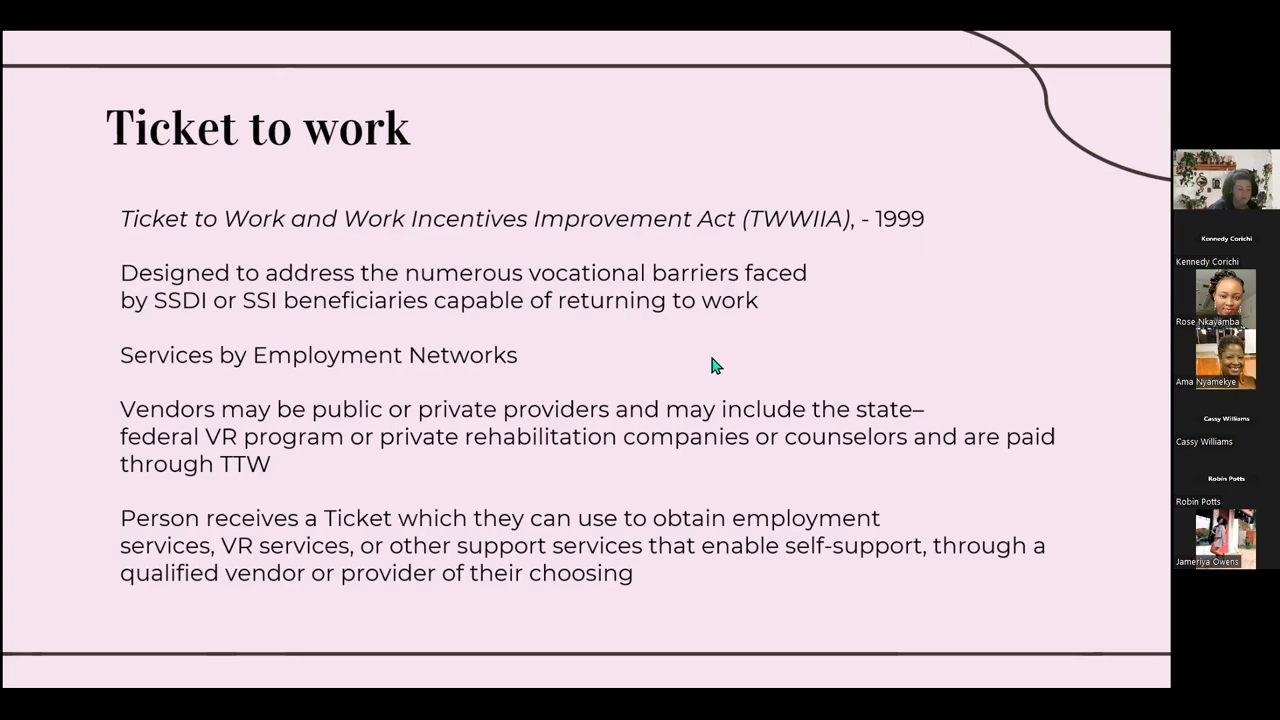 Ticket to work
Ticket to Work and Work Incentives Improvement Act (TWWIIA), - 1999
Designed to address the numerous vocational barriers faced
by SSDI or SSI beneficiaries capable of returning to work
Services by Employment Networks
Vendors may be public or private providers and may include the state–
federal VR program or private rehabilitation companies or counselors and are paid
through TTW
Person receives a Ticket which they can use to obtain employment
services, VR services, or other support services that enable self-support, through a
qualified vendor or provider of their choosing
Kennedy Corichi
Kennedy Corichi
Rose Nkayamba
Ama Nyamekye
Cassy Williams
Cassy Williams
Robin Potts
Robin Potts
Jameriya Owens